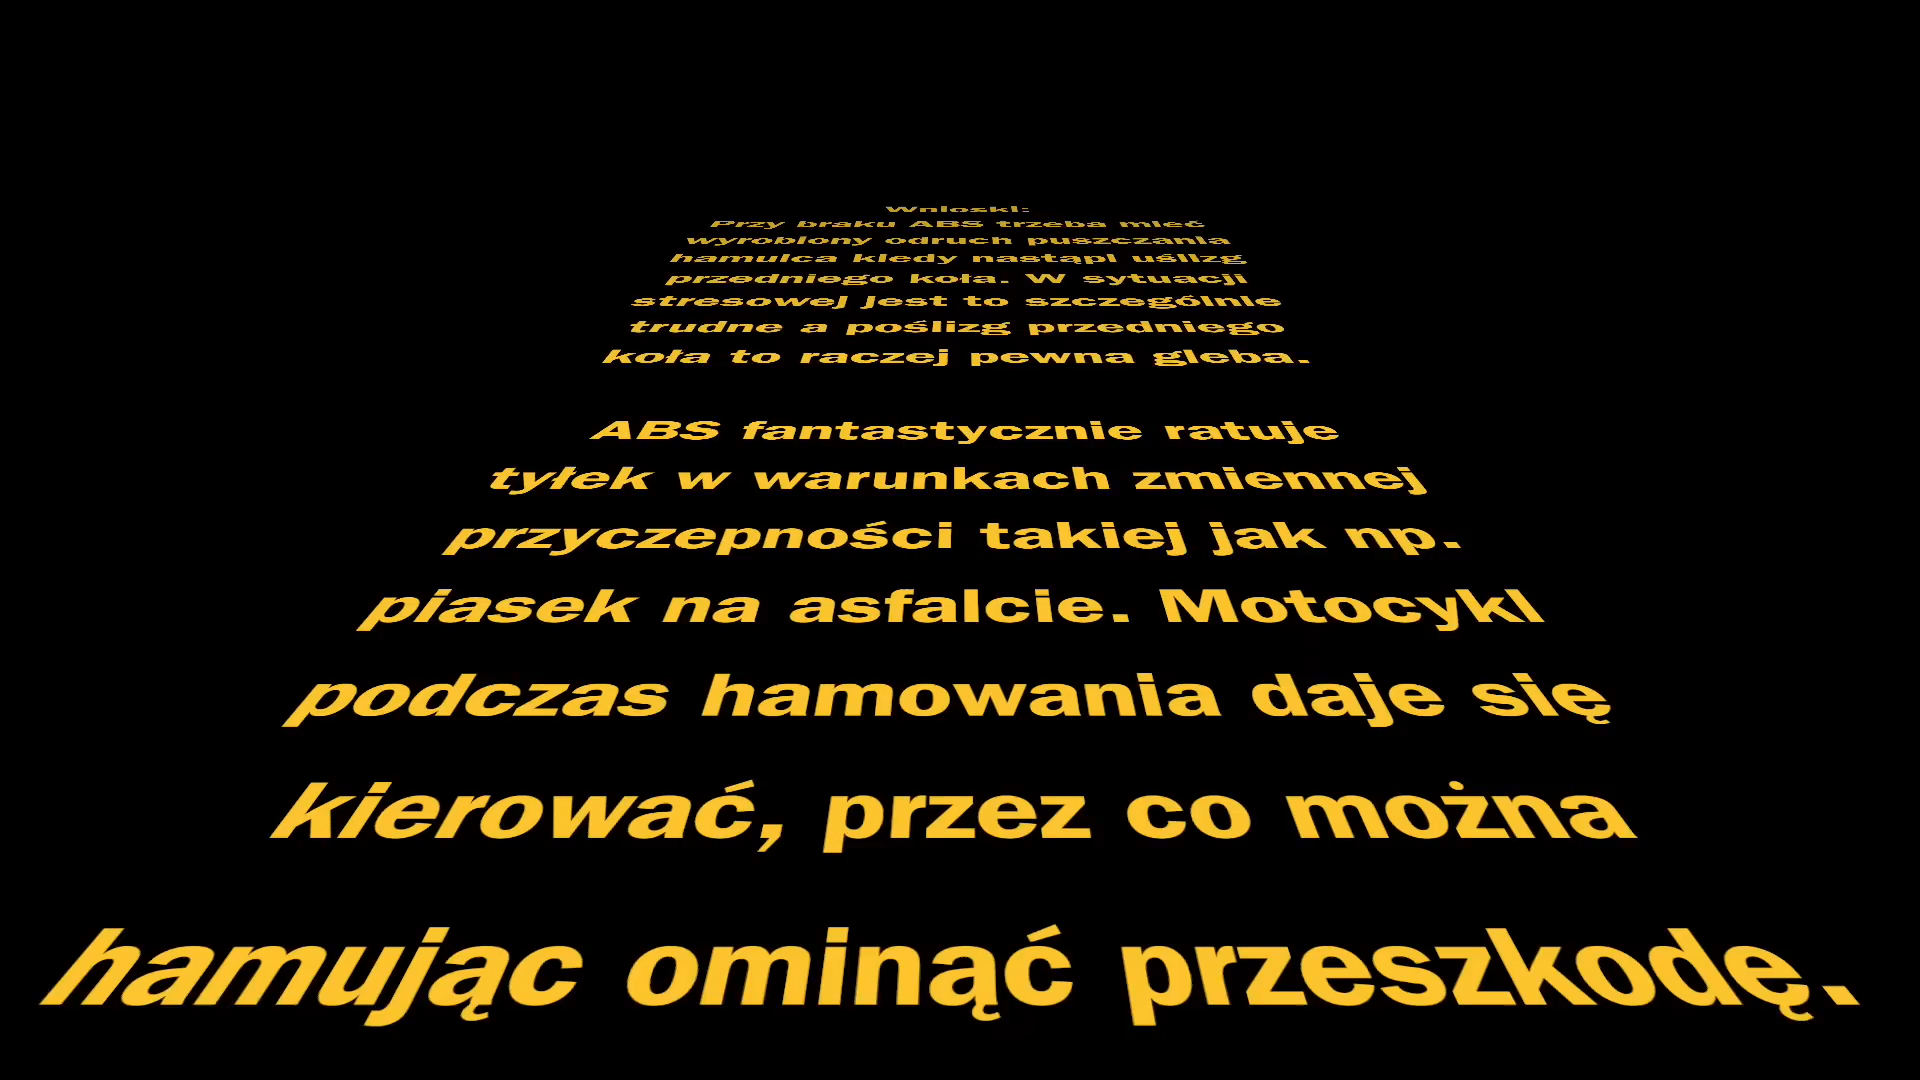 Wnioski:
Przy braku ABS trzeba mieć
wyrobiony odruch puszczania
hamulca kiedy nastąpi uślizg
przedniego koła. W sytuacji
stresowej jest to szczególnie
trudne a poślizg przedniego
koła to raczej pewna gleba.
ABS fantastycznie ratuje
tyłek w warunkach zmiennej
przyczepności takiej jak np.
piasek na asfalcie. Motocykl
podczas hamowania daje się
kierować, przez co można
hamując ominąć przeszkodę.